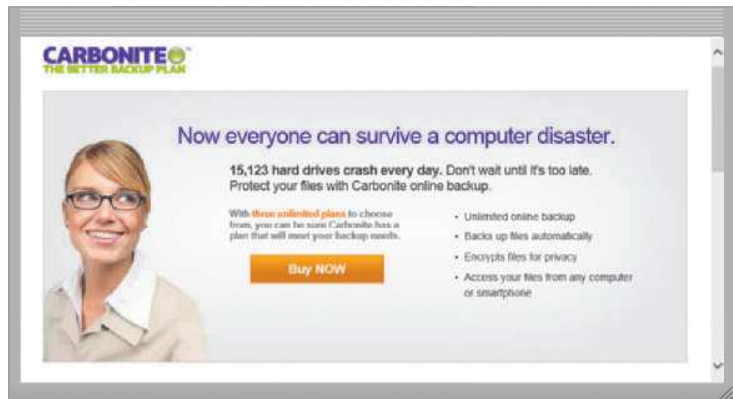 CARBONITE™
THE BETTER BACKUP PLAN
Now everyone can survive a computer disaster.
15,123 hard drives crash every day. Don't wait until it's too late.
Protect your files with Carbonite online backup.
With three unlimited plans to choose
from, you can be sure Carbonite has a
plan that will meet your backup needs.
Buy NOW
• Unlimited online backup
• Backs up files automatically
• Encrypts files for privacy
• Access your files from any computer
or smartphone